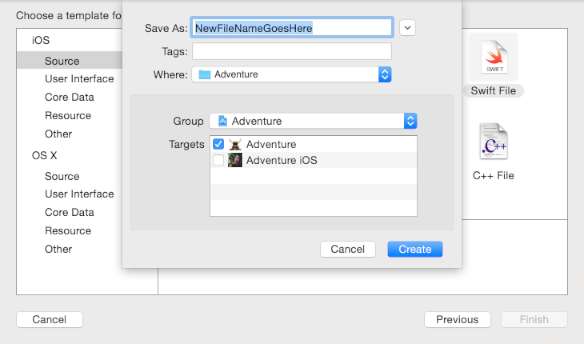 Choose a template fo
iOS
Source
User Interface
Core Data
Resource
Other
OS X
Source
User Interface
Core Data
Resource
Other
Save As: NewFileNameGoesHere
Tags:
Where: Adventure
Group Adventure
Targets Adventure
Adventure iOS
Cancel Create
SWIFT
Swift File
C++
C++ File
Cancel Previous Finish